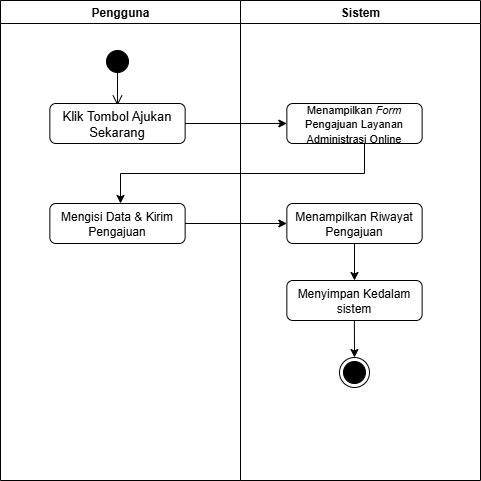 Pengguna
Sistem
Klik Tombol Ajukan
Sekarang
Menampilkan Form
Pengajuan Layanan
Administrasi Online
Mengisi Data & Kirim
Pengajuan
Menampilkan Riwayat
Pengajuan
Menyimpan Kedalam
sistem